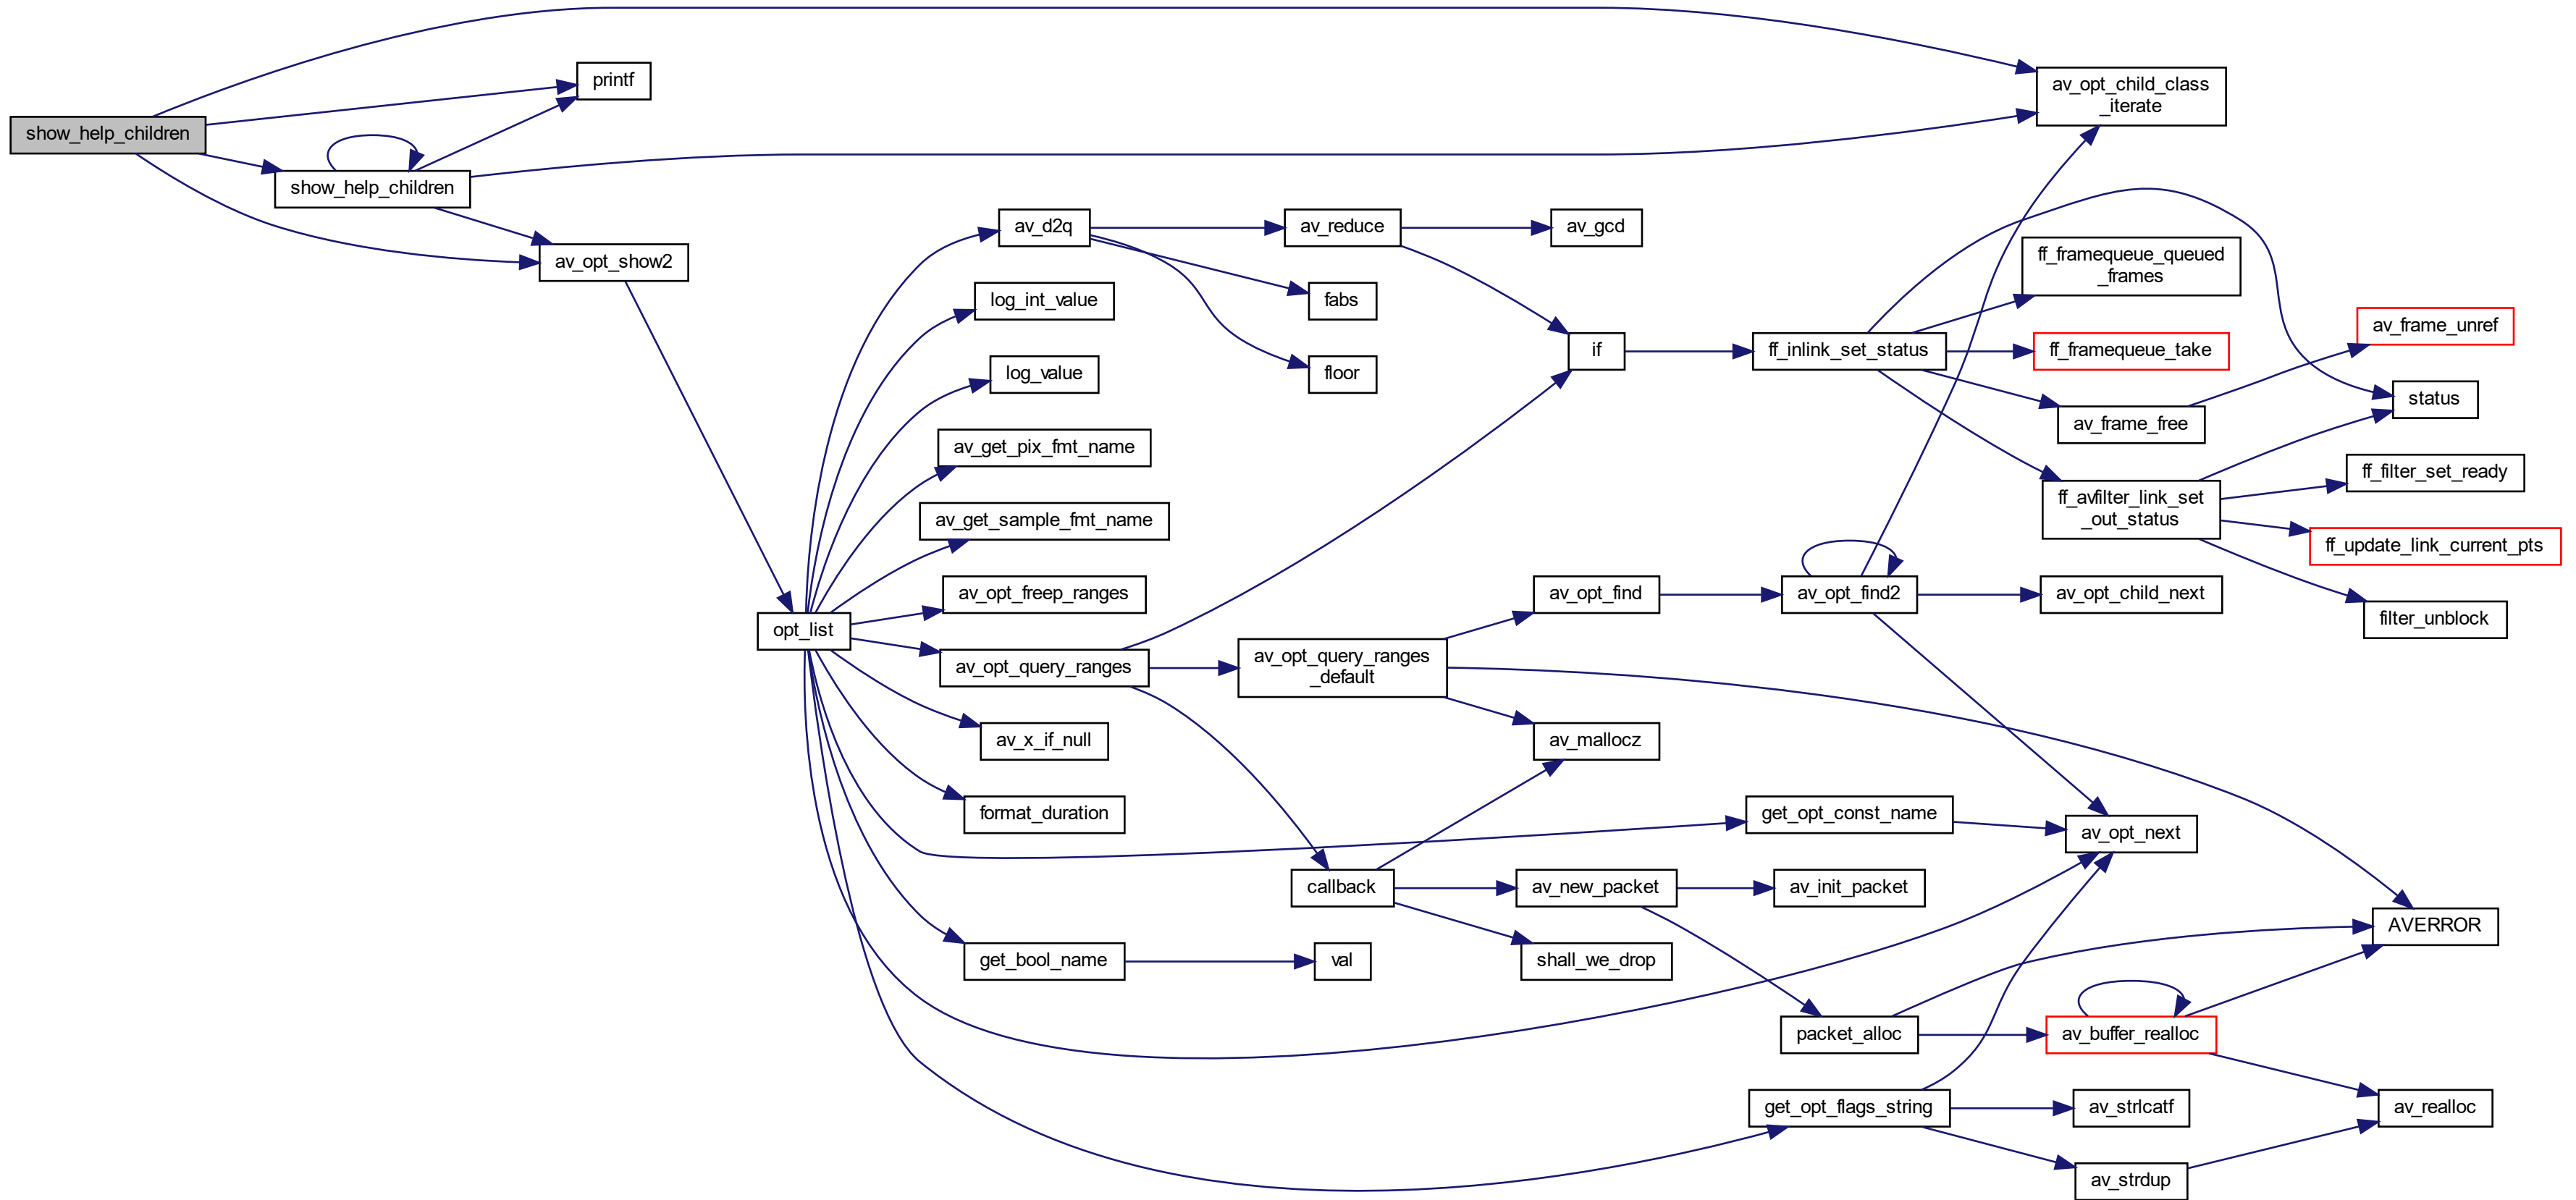 show_help_children
printf
show_help_children
av_opt_show2
av_opt_child_class
_iterate
av_d2q
av_reduce
av_gcd
log_int_value
fabs
floor
log_value
if
ff_inlink_set_status
ff_framequeue_queued
_frames
ff_framequeue_take
av_frame_unref
status
av_frame_free
av_get_pix_fmt_name
av_get_sample_fmt_name
ff_avfilter_link_set
_out_status
ff_filter_set_ready
ff_update_link_current_pts
filter_unblock
av_opt_freep_ranges
opt_list
av_opt_query_ranges
av_opt_query_ranges
_default
av_opt_find
av_opt_find2
av_opt_child_next
av_x_if_null
av_mallocz
format_duration
get_opt_const_name
av_opt_next
callback
av_new_packet
av_init_packet
AVERROR
get_bool_name
val
shall_we_drop
packet_alloc
av_buffer_realloc
get_opt_flags_string
av_strlcatf
av_realloc
av_strdup